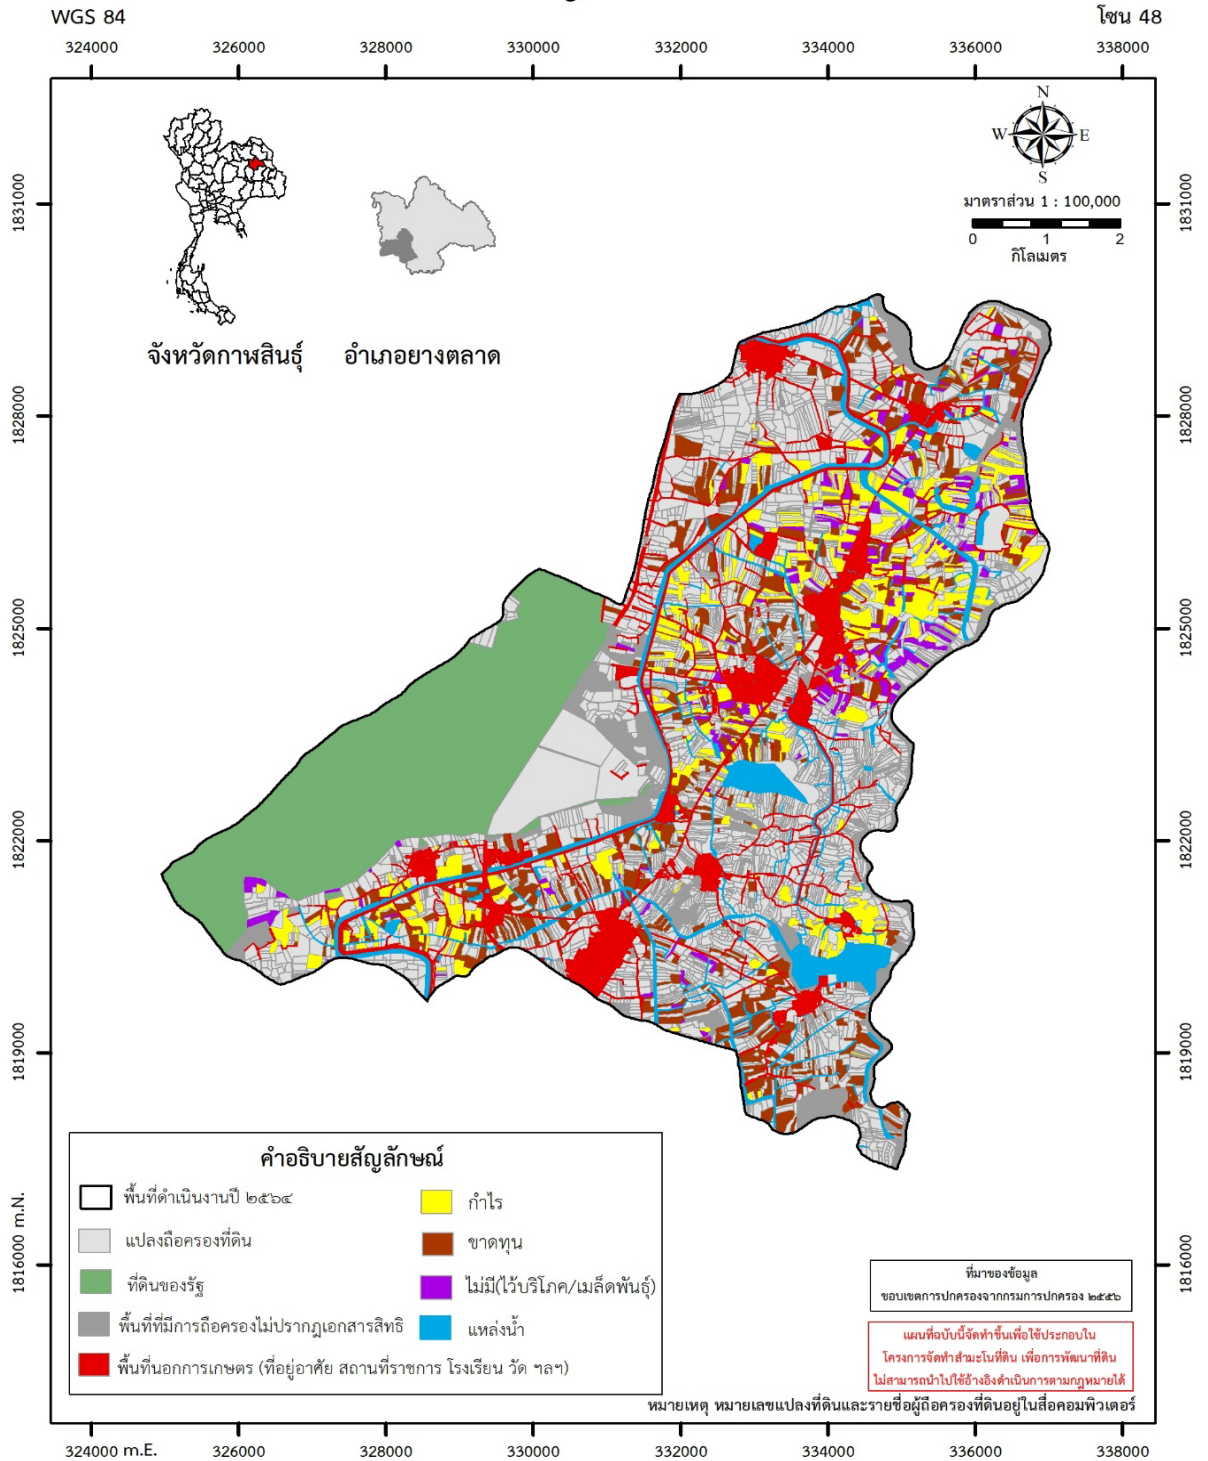 WGS 84
โซน 48
324000 326000 328000 330000 332000 334000 336000 338000
N
W E
S
มาตราส่วน 1 : 100,000
0 1 2
กิโลเมตร
1831000
1831000
จังหวัดกาฬสินธุ์ อำเภอยางตลาด
1828000
1828000
1825000
1825000
1822000
1822000
1819000
1819000
1816000 m.N.
1816000
คำอธิบายสัญลักษณ์
พื้นที่ดำเนินงานปี ๒๕๖๔
แปลงถือครองที่ดิน
ที่ดินของรัฐ
พื้นที่ที่มีการถือครองไม่ปรากฏเอกสารสิทธิ
พื้นที่นอกการเกษตร (ที่อยู่อาศัย สถานที่ราชการ โรงเรียน วัด ฯลฯ)
กำไร
ขาดทุน
ไม่มี(ไว้บริโภค/เมล็ดพันธุ์)
แหล่งน้ำ
ที่มาของข้อมูล
ขอบเขตการปกครองจากกรมการปกครอง ๒๕๕๖
แผนที่ฉบับนี้จัดทำขึ้นเพื่อใช้ประกอบใน
โครงการจัดทำสำมะโนที่ดิน เพื่อการพัฒนาที่ดิน
ไม่สามารถนำไปใช้อ้างอิงดำเนินการตามกฎหมายได้
หมายเหตุ หมายเลขแปลงที่ดินและรายชื่อผู้ถือครองที่ดินอยู่ในสื่อคอมพิวเตอร์
324000 m.E. 326000 328000 330000 332000 334000 336000 338000